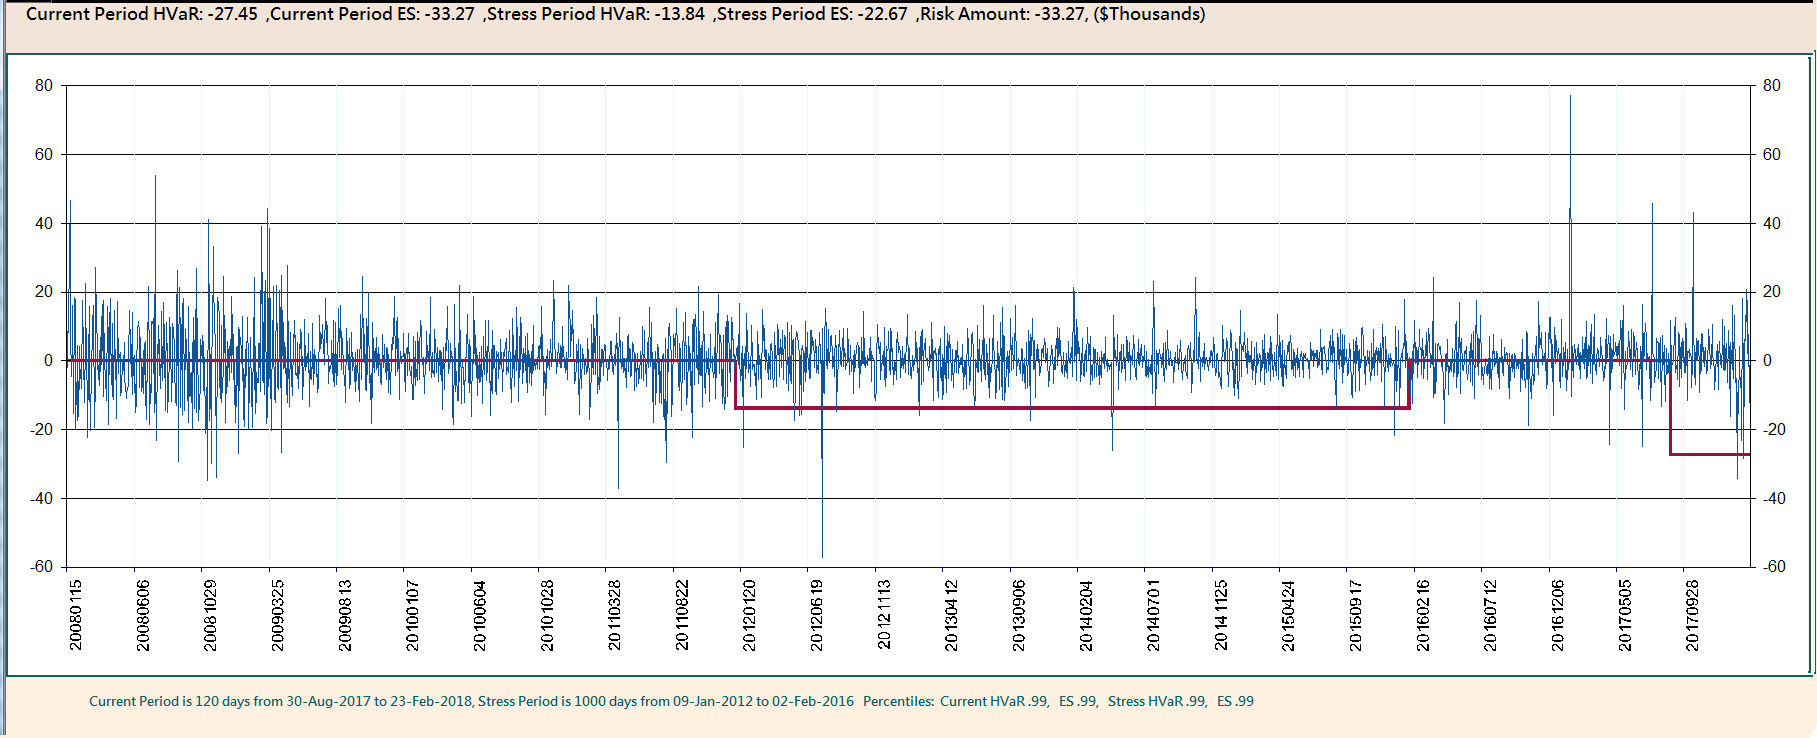 Current Period HVaR: -27.45 ,Current Period ES: -33.27 ,Stress Period HVaR: -13.84 ,Stress Period ES: -22.67 ,Risk Amount: -33.27, ($Thousands)
80 80
60 60
40 40
20 20
0 0
-20 -20
-40 -40
-60 -60
20080115 20080606 20081029 20090325 20090813 20100107 20100604 20101028 20110328 20110822 20120120 20120619 20121113 20130412 20130906 20140204 20140701 20141125 20150424 20150917 20160216 20160712 20161206 20170505 20170928
Current Period is 120 days from 30-Aug-2017 to 23-Feb-2018, Stress Period is 1000 days from 09-Jan-2012 to 02-Feb-2016 Percentiles: Current HVaR .99, ES .99, Stress HVaR .99, ES .99